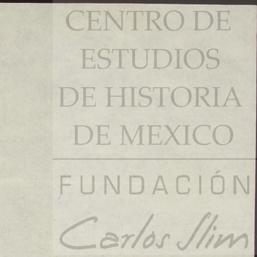 CENTRO DE
ESTUDIOS
DE HISTORIA
DE MEXICO
FUNDACIÓN
Carlos Slim